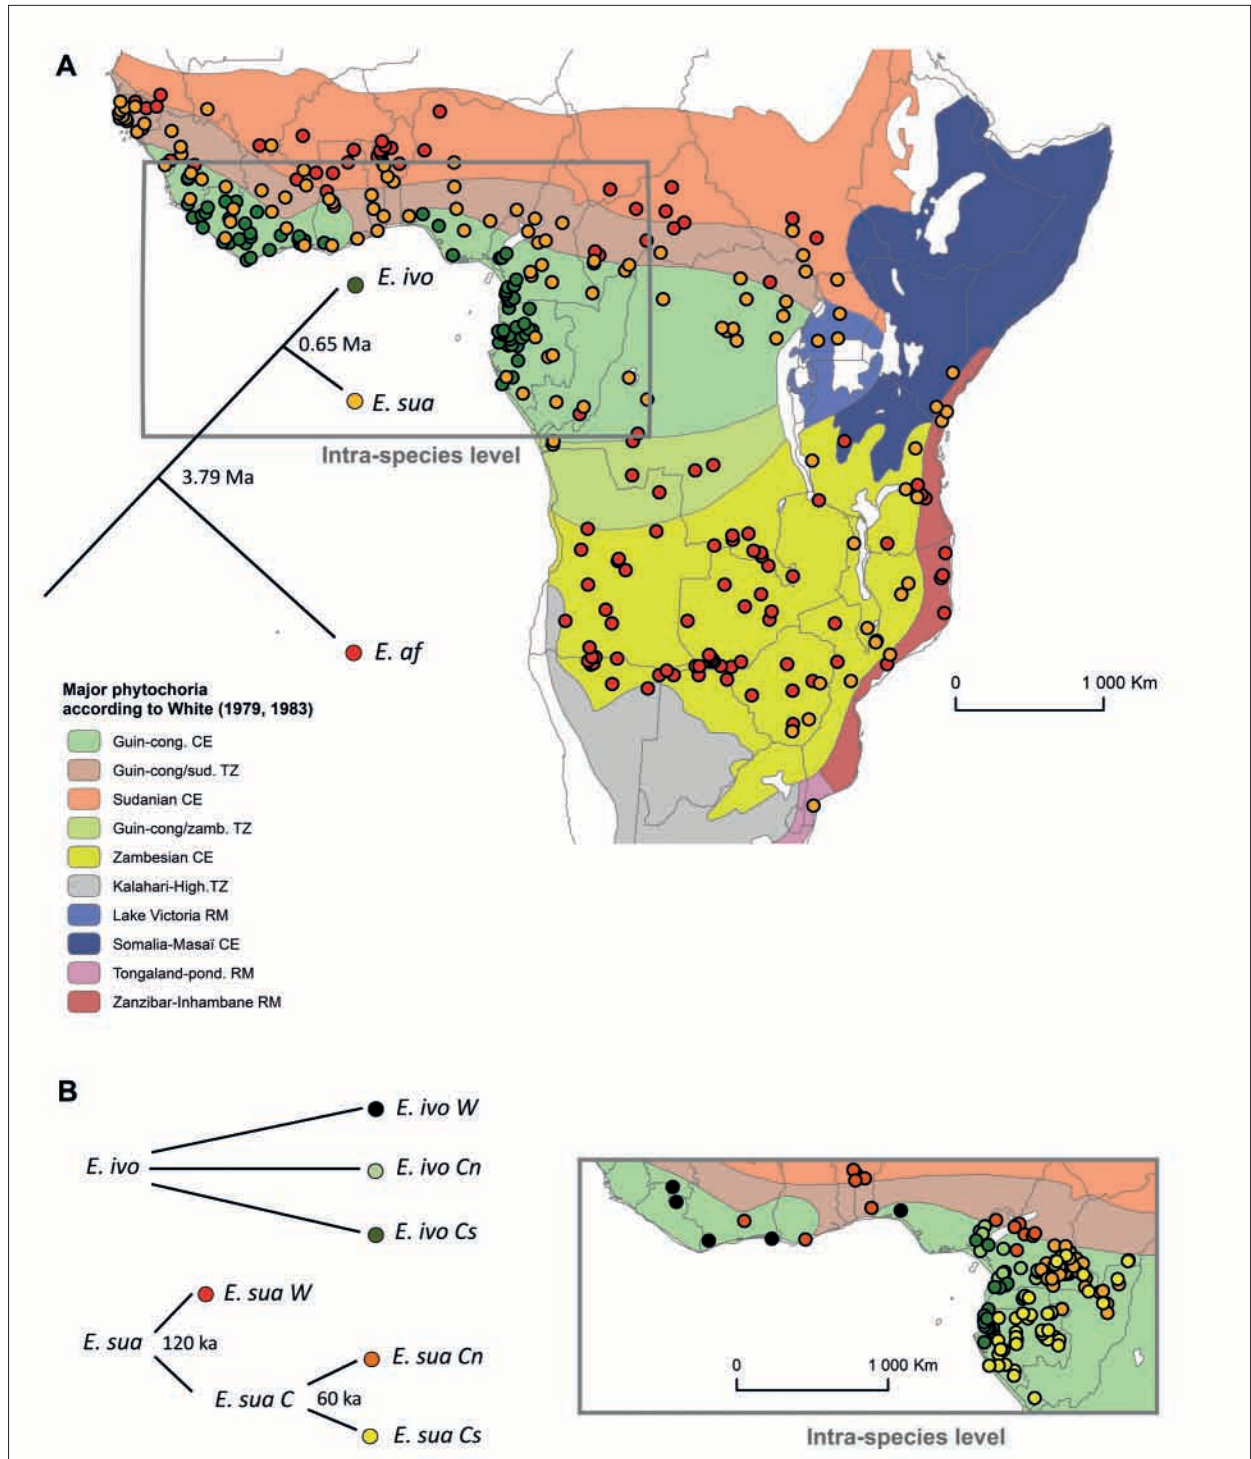 A
E. ivo
0.65 Ma
E. sua
Intra-species level
3.79 Ma
E. af
0
1 000 Km
Major phytochoria
according to White (1979, 1983)
Guin-cong. CE
Guin-cong/sud. TZ
Sudanian CE
Guin-cong/zamb. TZ
Zambesian CE
Kalahari-High.TZ
Lake Victoria RM
Somalia-Masaï CE
Tongaland-pond. RM
Zanzibar-Inhambane RM
B
E. ivo
E. ivo W
E. ivo Cn
E. ivo Cs
E. sua
E. sua W
120 ka
E. sua C
60 ka
E. sua Cn
E. sua Cs
0
1 000 Km
Intra-species level